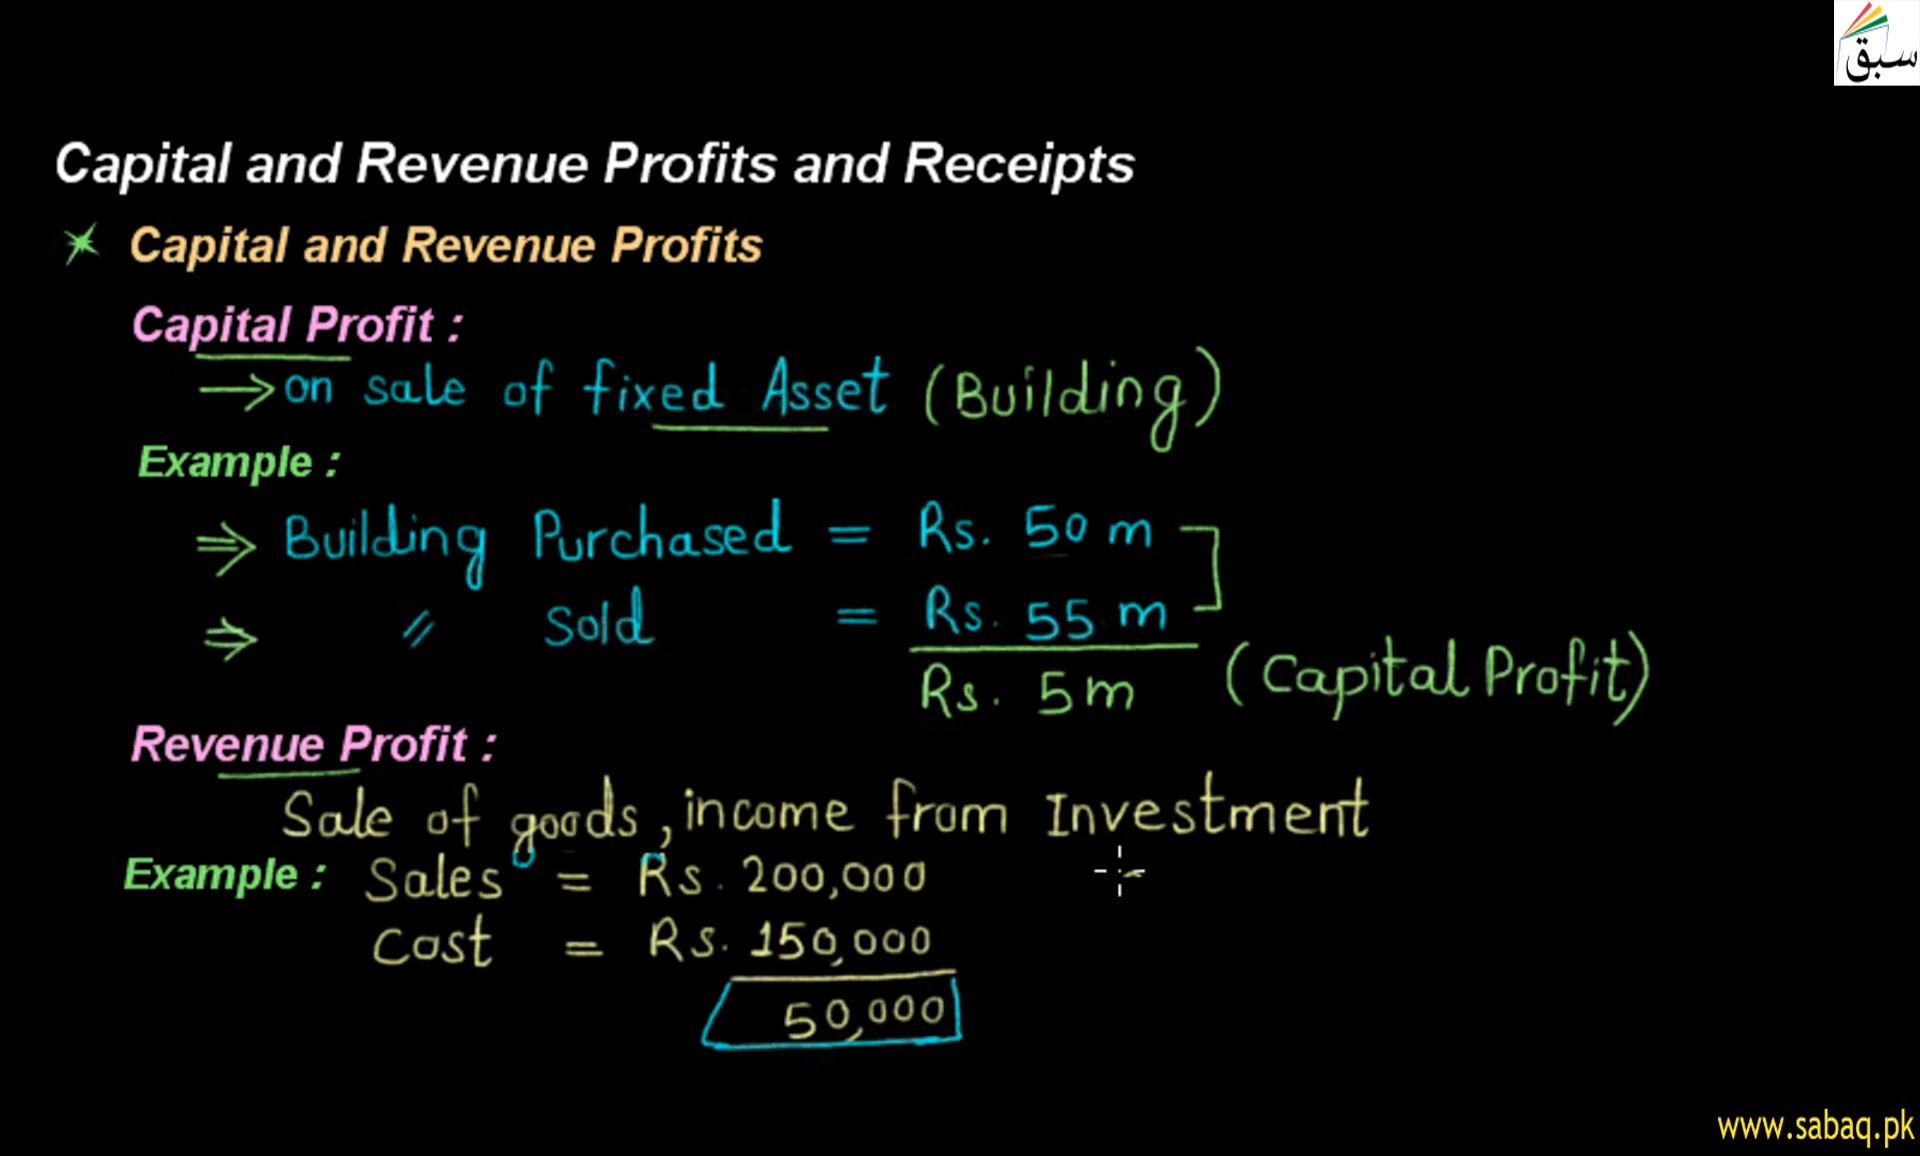 سبق
Capital and Revenue Profits and Receipts
* Capital and Revenue Profits
Capital Profit :
→ on sale of fixed Asset (Building)
Example :
⇒ Building Purchased = Rs. 50 m
⇒ 〃 Sold = Rs. 55 m
Rs. 5m (Capital Profit)
Revenue Profit :
Sale of goods, income from Investment
Example : Sales = Rs. 200,000
Cost = Rs. 150,000
50,000
www.sabaq.pk